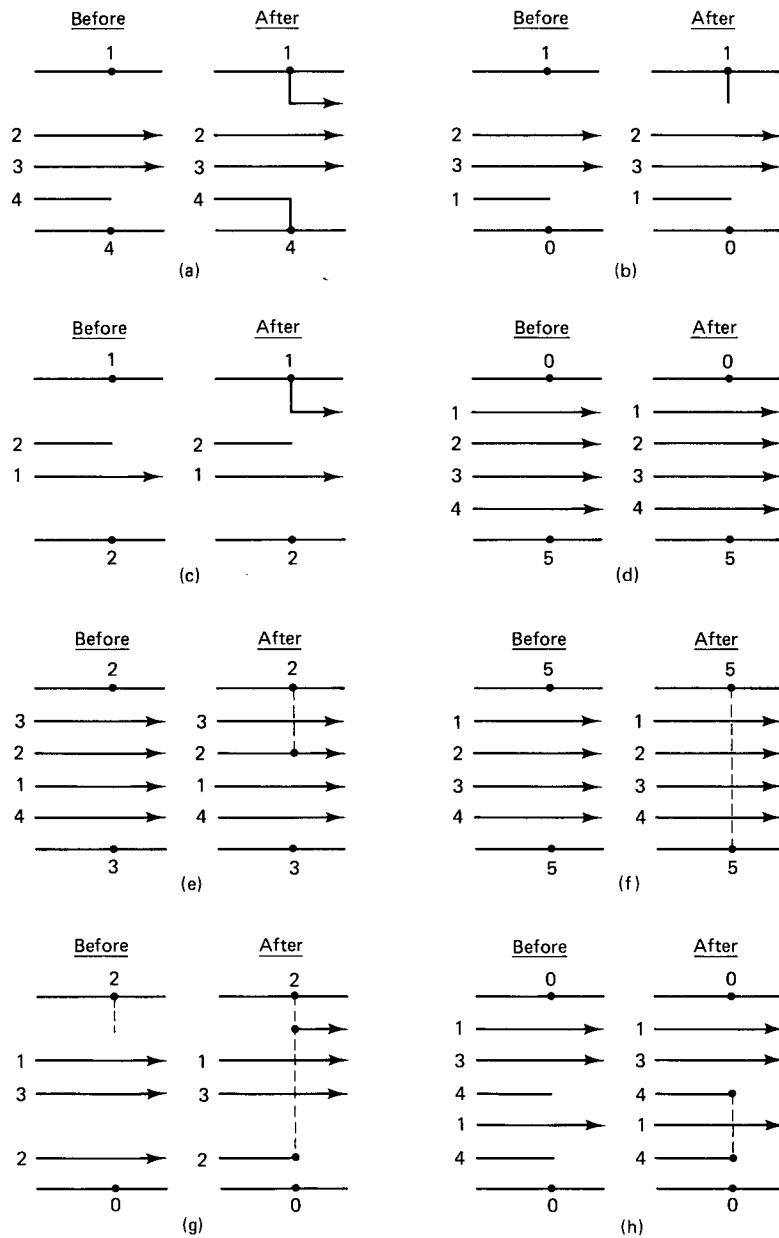 Before After Before After
1 1 1 1
2 2 2 2
3 3 3 3
4 4 1 1
4 4 0 0
(a) (b)
Before After Before After
1 1 0 0
1 1
2 2 2 2
1 1 3 3
4 4
2 2 5 5
(c) (d)
Before After Before After
2 2 5 5
3 3 1 1
2 2 2 2
1 1 3 3
4 4 4 4
3 3 5 5
(e) (f)
Before After Before After
2 2 0 0
1 1
1 1 3 3
3 3 4 4
1 1
2 2 4 4
0 0 0 0
(g) (h)